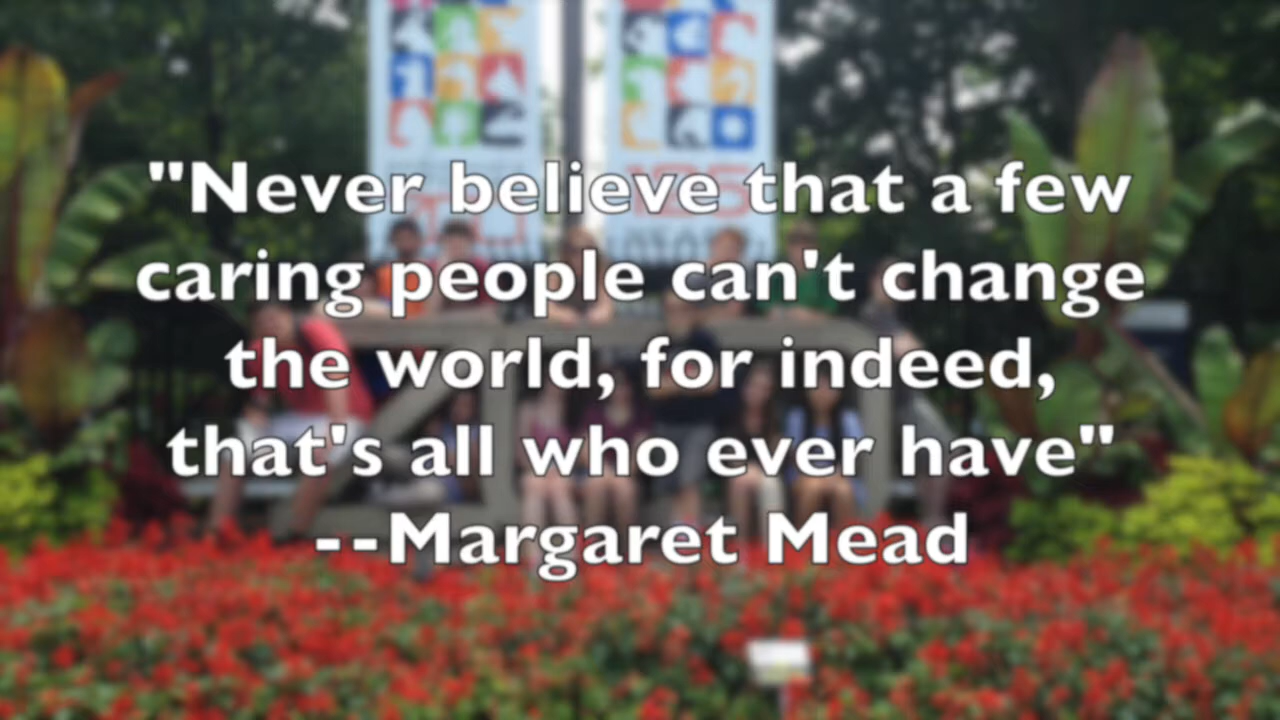 "Never believe that a few
caring people can't change
the world, for indeed,
that's all who ever have"
--Margaret Mead